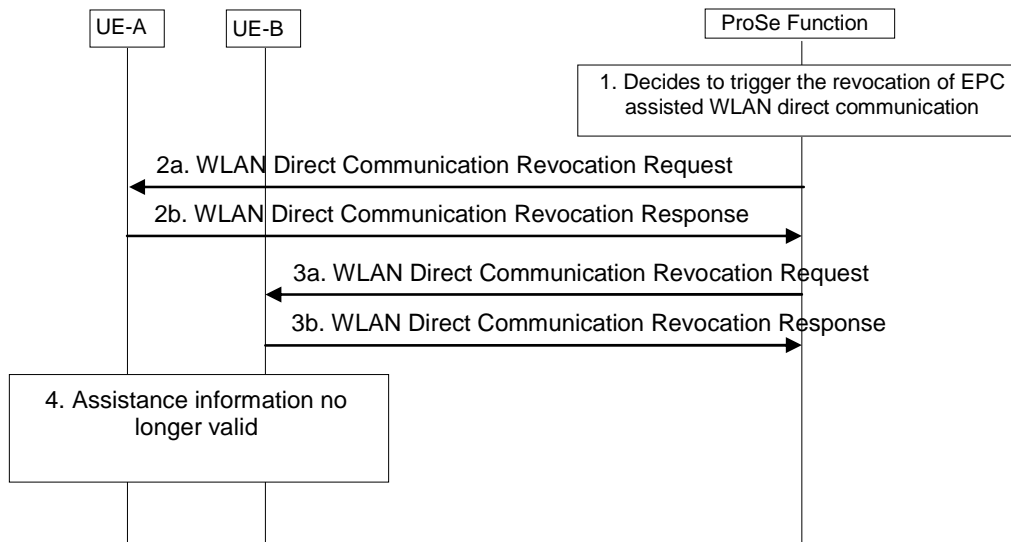 UE-A
UE-B
ProSe Function
1. Decides to trigger the revocation of EPC
assisted WLAN direct communication
2a. WLAN Direct Communication Revocation Request
2b. WLAN Direct Communication Revocation Response
3a. WLAN Direct Communication Revocation Request
3b. WLAN Direct Communication Revocation Response
4. Assistance information no
longer valid